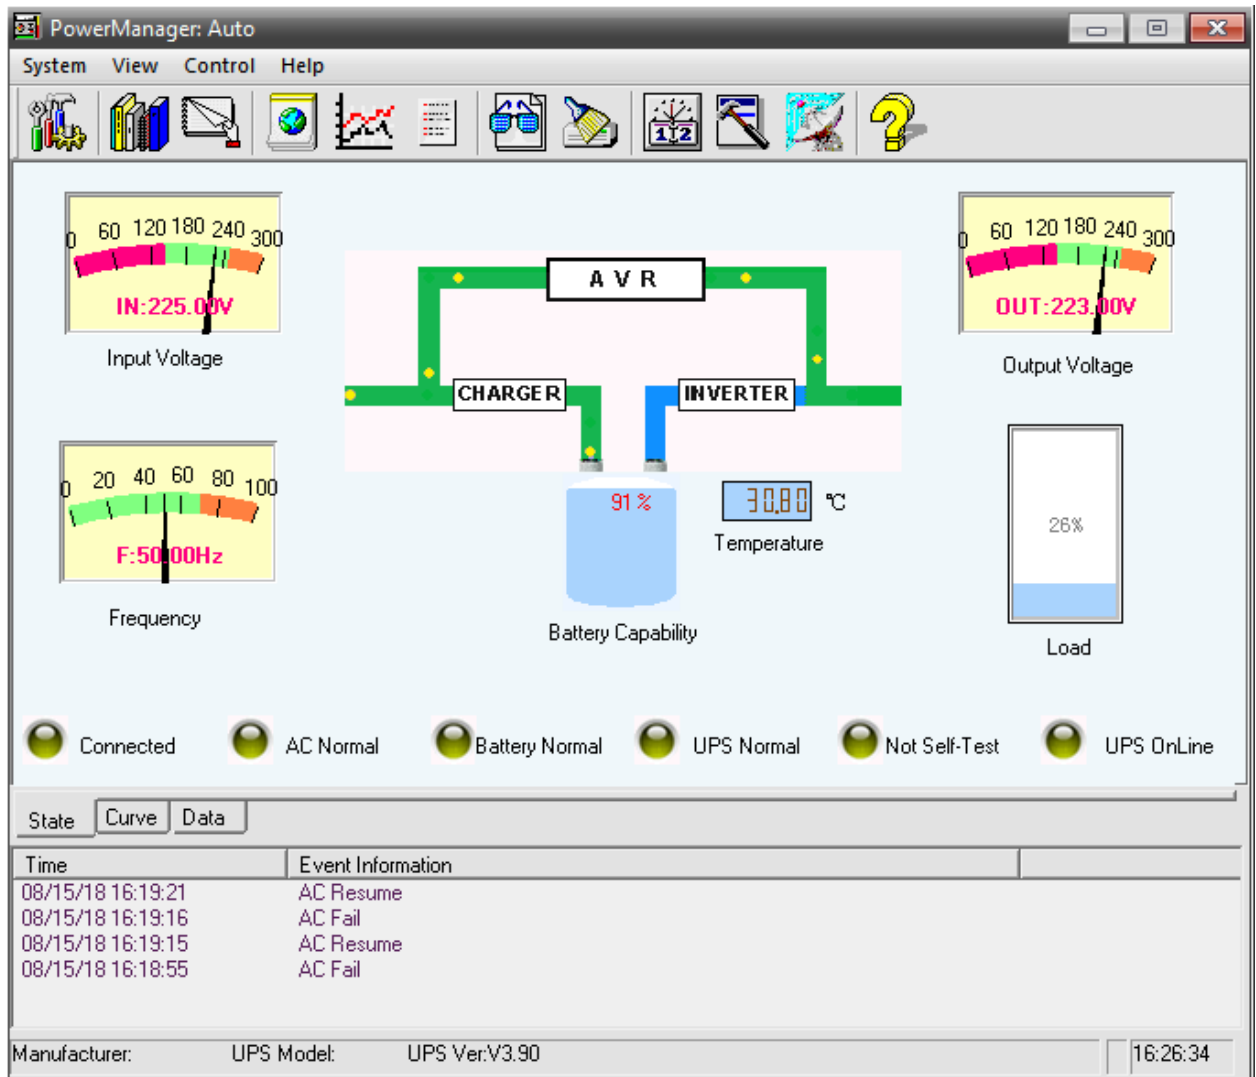 PowerManager: Auto
System View Control Help
0 60 120 180 240 300
IN:225.00V
Input Voltage
0 60 120 180 240 300
OUT:223.00V
Output Voltage
A V R
CHARGER
INVERTER
0 20 40 60 80 100
F:50.00Hz
Frequency
91 %
Battery Capability
30.80 °C
Temperature
26%
Load
Connected
AC Normal
Battery Normal
UPS Normal
Not Self-Test
UPS OnLine
State Curve Data
Time Event Information
08/15/18 16:19:21 AC Resume
08/15/18 16:19:16 AC Fail
08/15/18 16:19:15 AC Resume
08/15/18 16:18:55 AC Fail
Manufacturer: UPS Model: UPS Ver:V3.90 16:26:34